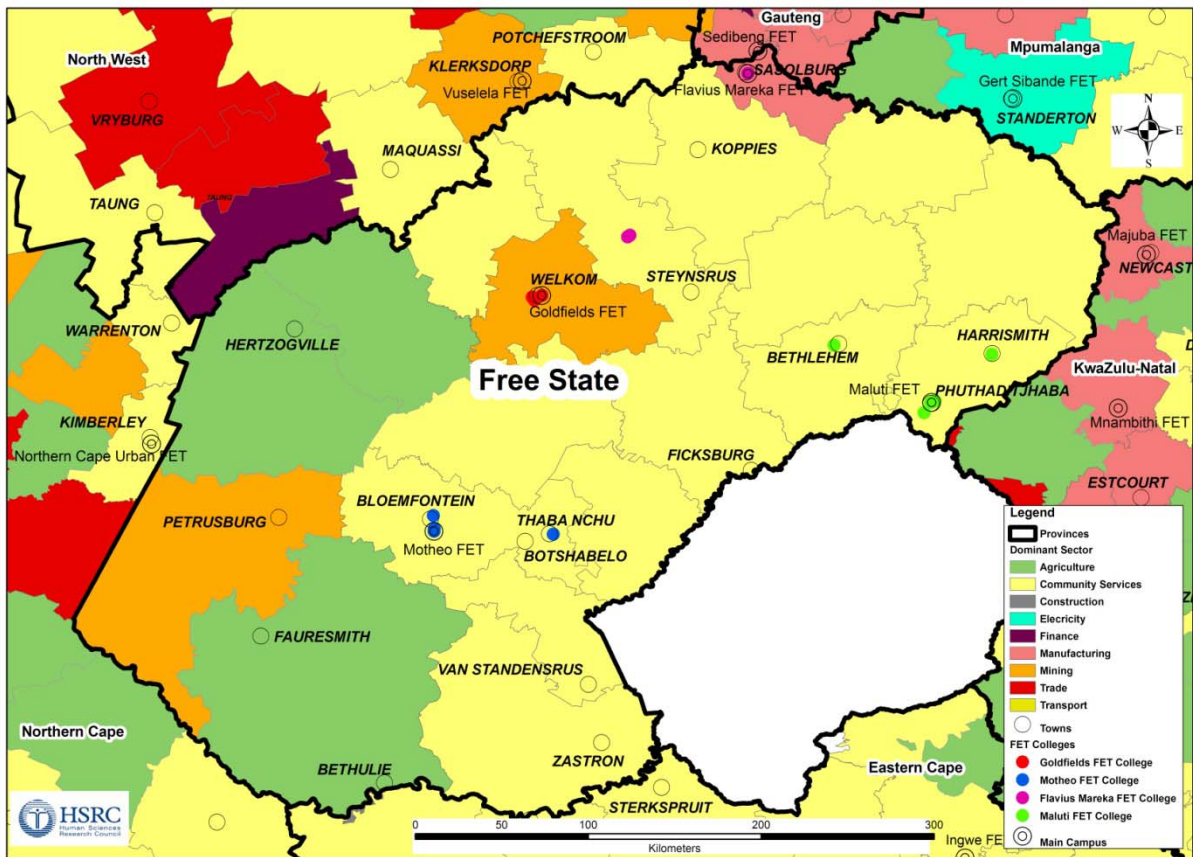 Gauteng
Sedibeng FET
POTCHEFSTROOM
Mpumalanga
North West
KLERKSDORP
SASOLBURG
Vuselela FET
Flavius Mareka FET
Gert Sibande FET
STANDERTON
VRYBURG
N
W E
S
MAQUASSI
KOPPIES
TAUNG
TAUNG
Majuba FET
NEWCAST
WELKOM
STEYNSRUS
Goldfields FET
WARRENTON
HERTZOGVILLE
HARRISMITH
BETHLEHEM
KwaZulu-Natal
Free State
Maluti FET
PHUTHADITJHABA
KIMBERLEY
Mnambithi FET
Northern Cape Urban FET
FICKSBURG
ESTCOURT
BLOEMFONTEIN
PETRUSBURG
THABA NCHU
Motheo FET
BOTSHABELO
FAURESMITH
VAN STANDENSRUS
Northern Cape
ZASTRON
BETHULIE
Eastern Cape
STERKSPRUIT
Legend
Provinces
Dominant Sector
Agriculture
Community Services
Construction
Elecricity
Finance
Manufacturing
Mining
Trade
Transport
Towns
FET Colleges
Goldfields FET College
Motheo FET College
Flavius Mareka FET College
Maluti FET College
Main Campus
HSRC
Human Sciences
Research Council
0 50 100 200 300
Kilometers
Ingwe FE